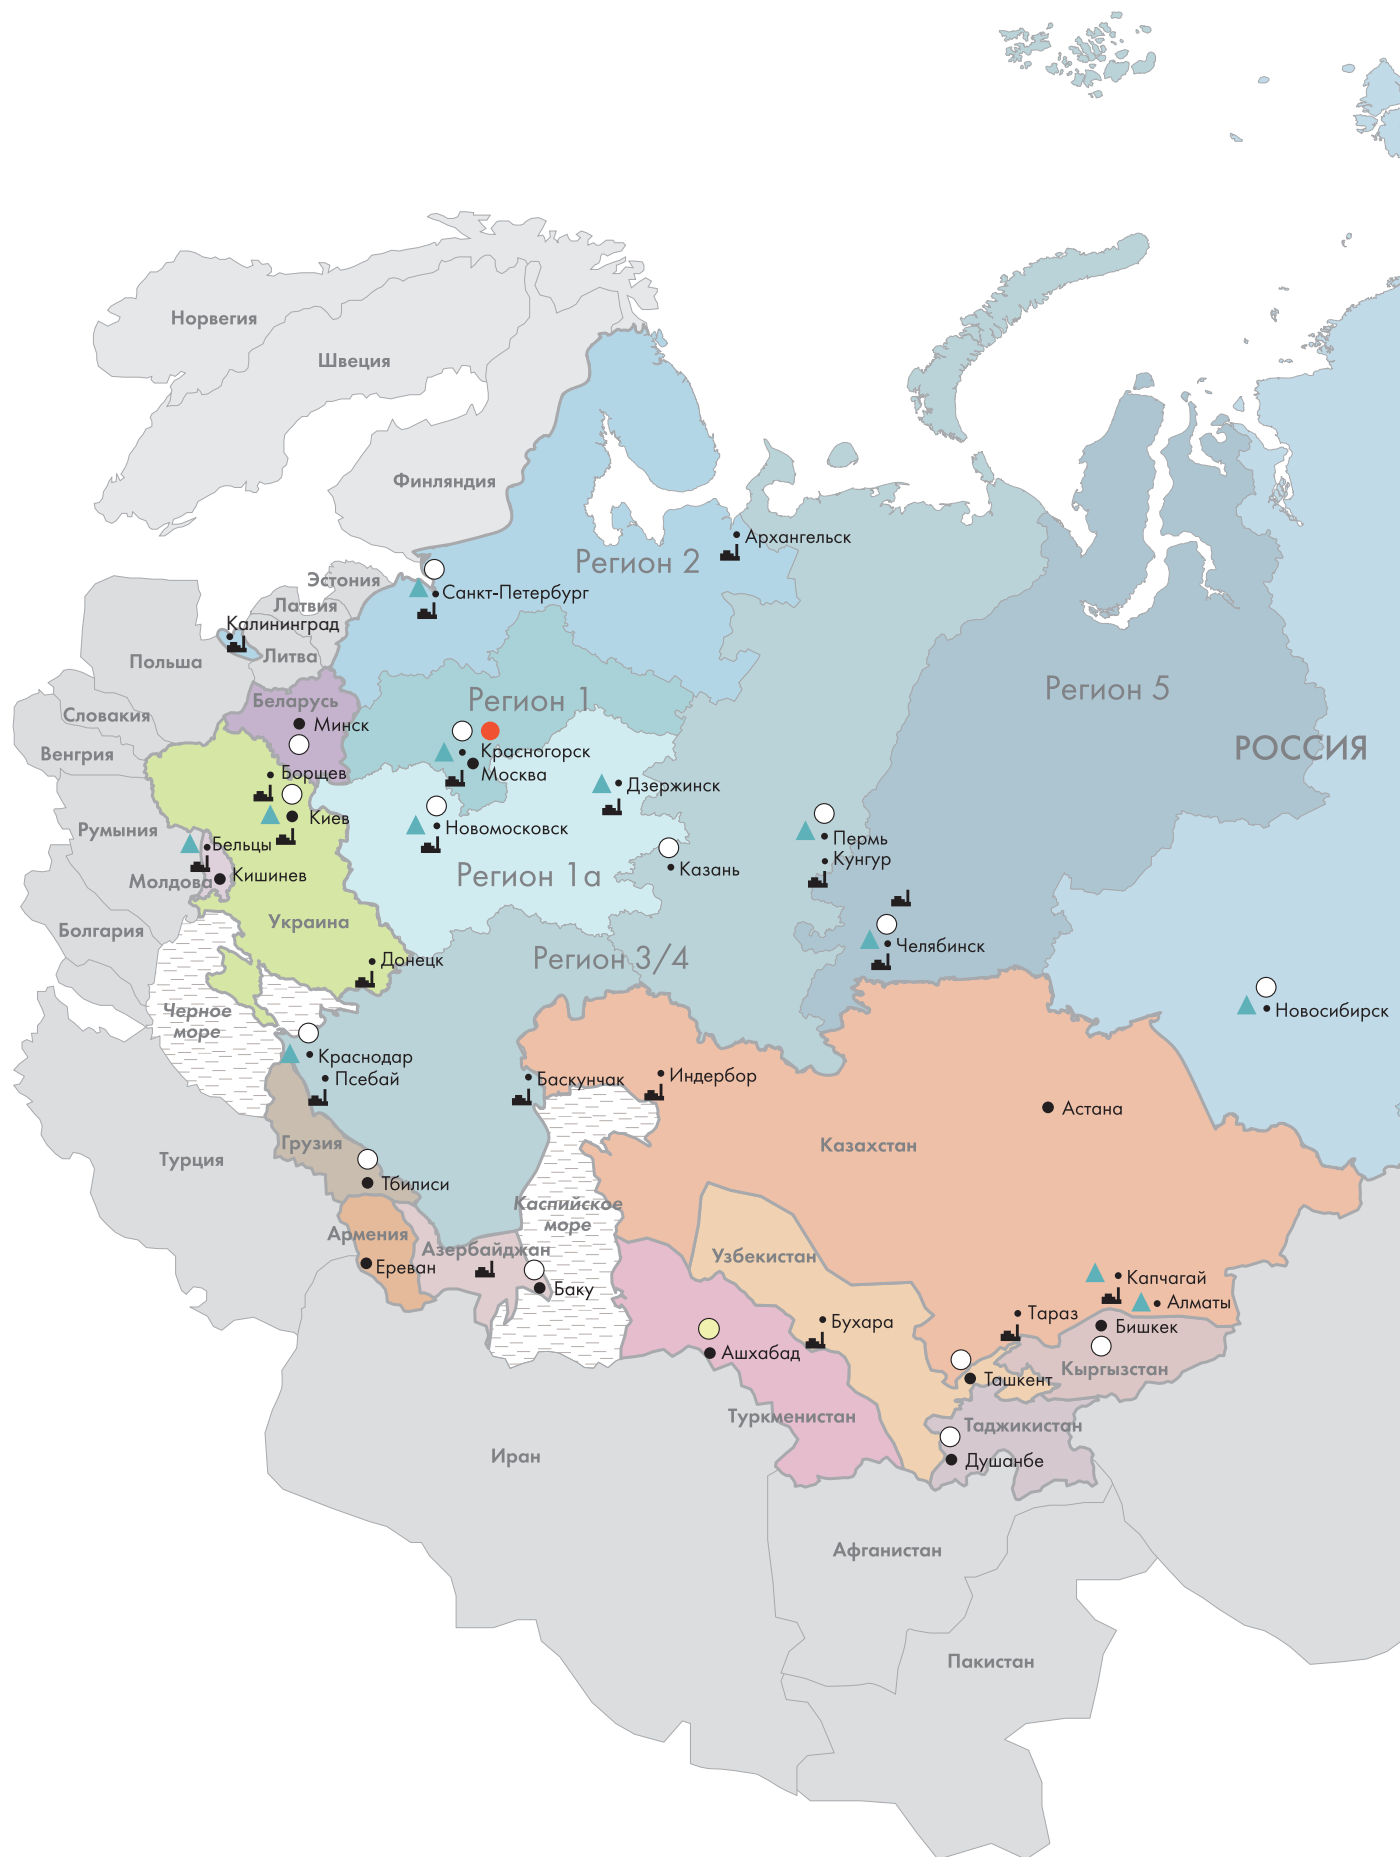 Норвегия
Швеция
Финляндия
Архангельск
Регион 2
Эстония
Санкт-Петербург
Латвия
Калининград
Литва
Польша
Регион 5
Беларусь
Регион 1
Словакия
Минск
РОССИЯ
Венгрия
Красногорск
Борщев
Москва
Дзержинск
Киев
Румыния
Новомосковск
Пермь
Бельцы
Кунгур
Казань
Молдова
Кишинев
Регион 1а
Украина
Болгария
Челябинск
Донецк
Регион 3/4
Черное
море
Новосибирск
Краснодар
Псебай
Баскунчак
Индербор
Астана
Грузия
Казахстан
Турция
Тбилиси
Каспийское
море
Армения
Азербайджан
Узбекистан
Ереван
Баку
Капчагай
Алматы
Тараз
Бухара
Бишкек
Ашхабад
Кыргызстан
Ташкент
Туркменистан
Таджикистан
Иран
Душанбе
Афганистан
Пакистан